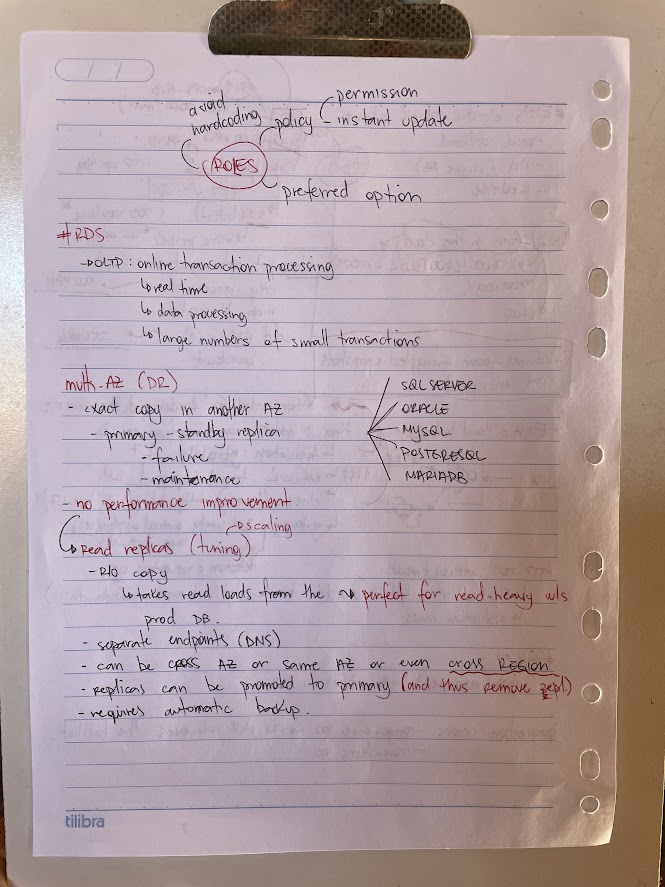 permission
avoid
hardcoding
policy - instant update
ROLES
preferred option
#RDS
→ OLTP : online transaction processing
↳ real time
↳ data processing
↳ large numbers of small transactions
multi-AZ (DR)
- exact copy in another AZ
- primary - standby replica
- failure
- maintenance
SQL SERVER
ORACLE
MySQL
POSTGRESQL
MARIADB
- no performance improvement
→ scaling
Read replicas (tuning)
- R/O copy
↳ takes read loads from the ↝ perfect for read-heavy wls
prod DB.
- separate endpoints (DNS)
- can be cross AZ or same AZ or even cross REGION
- replicas can be promoted to primary (and thus remove repl.)
- requires automatic backup.
tilibra